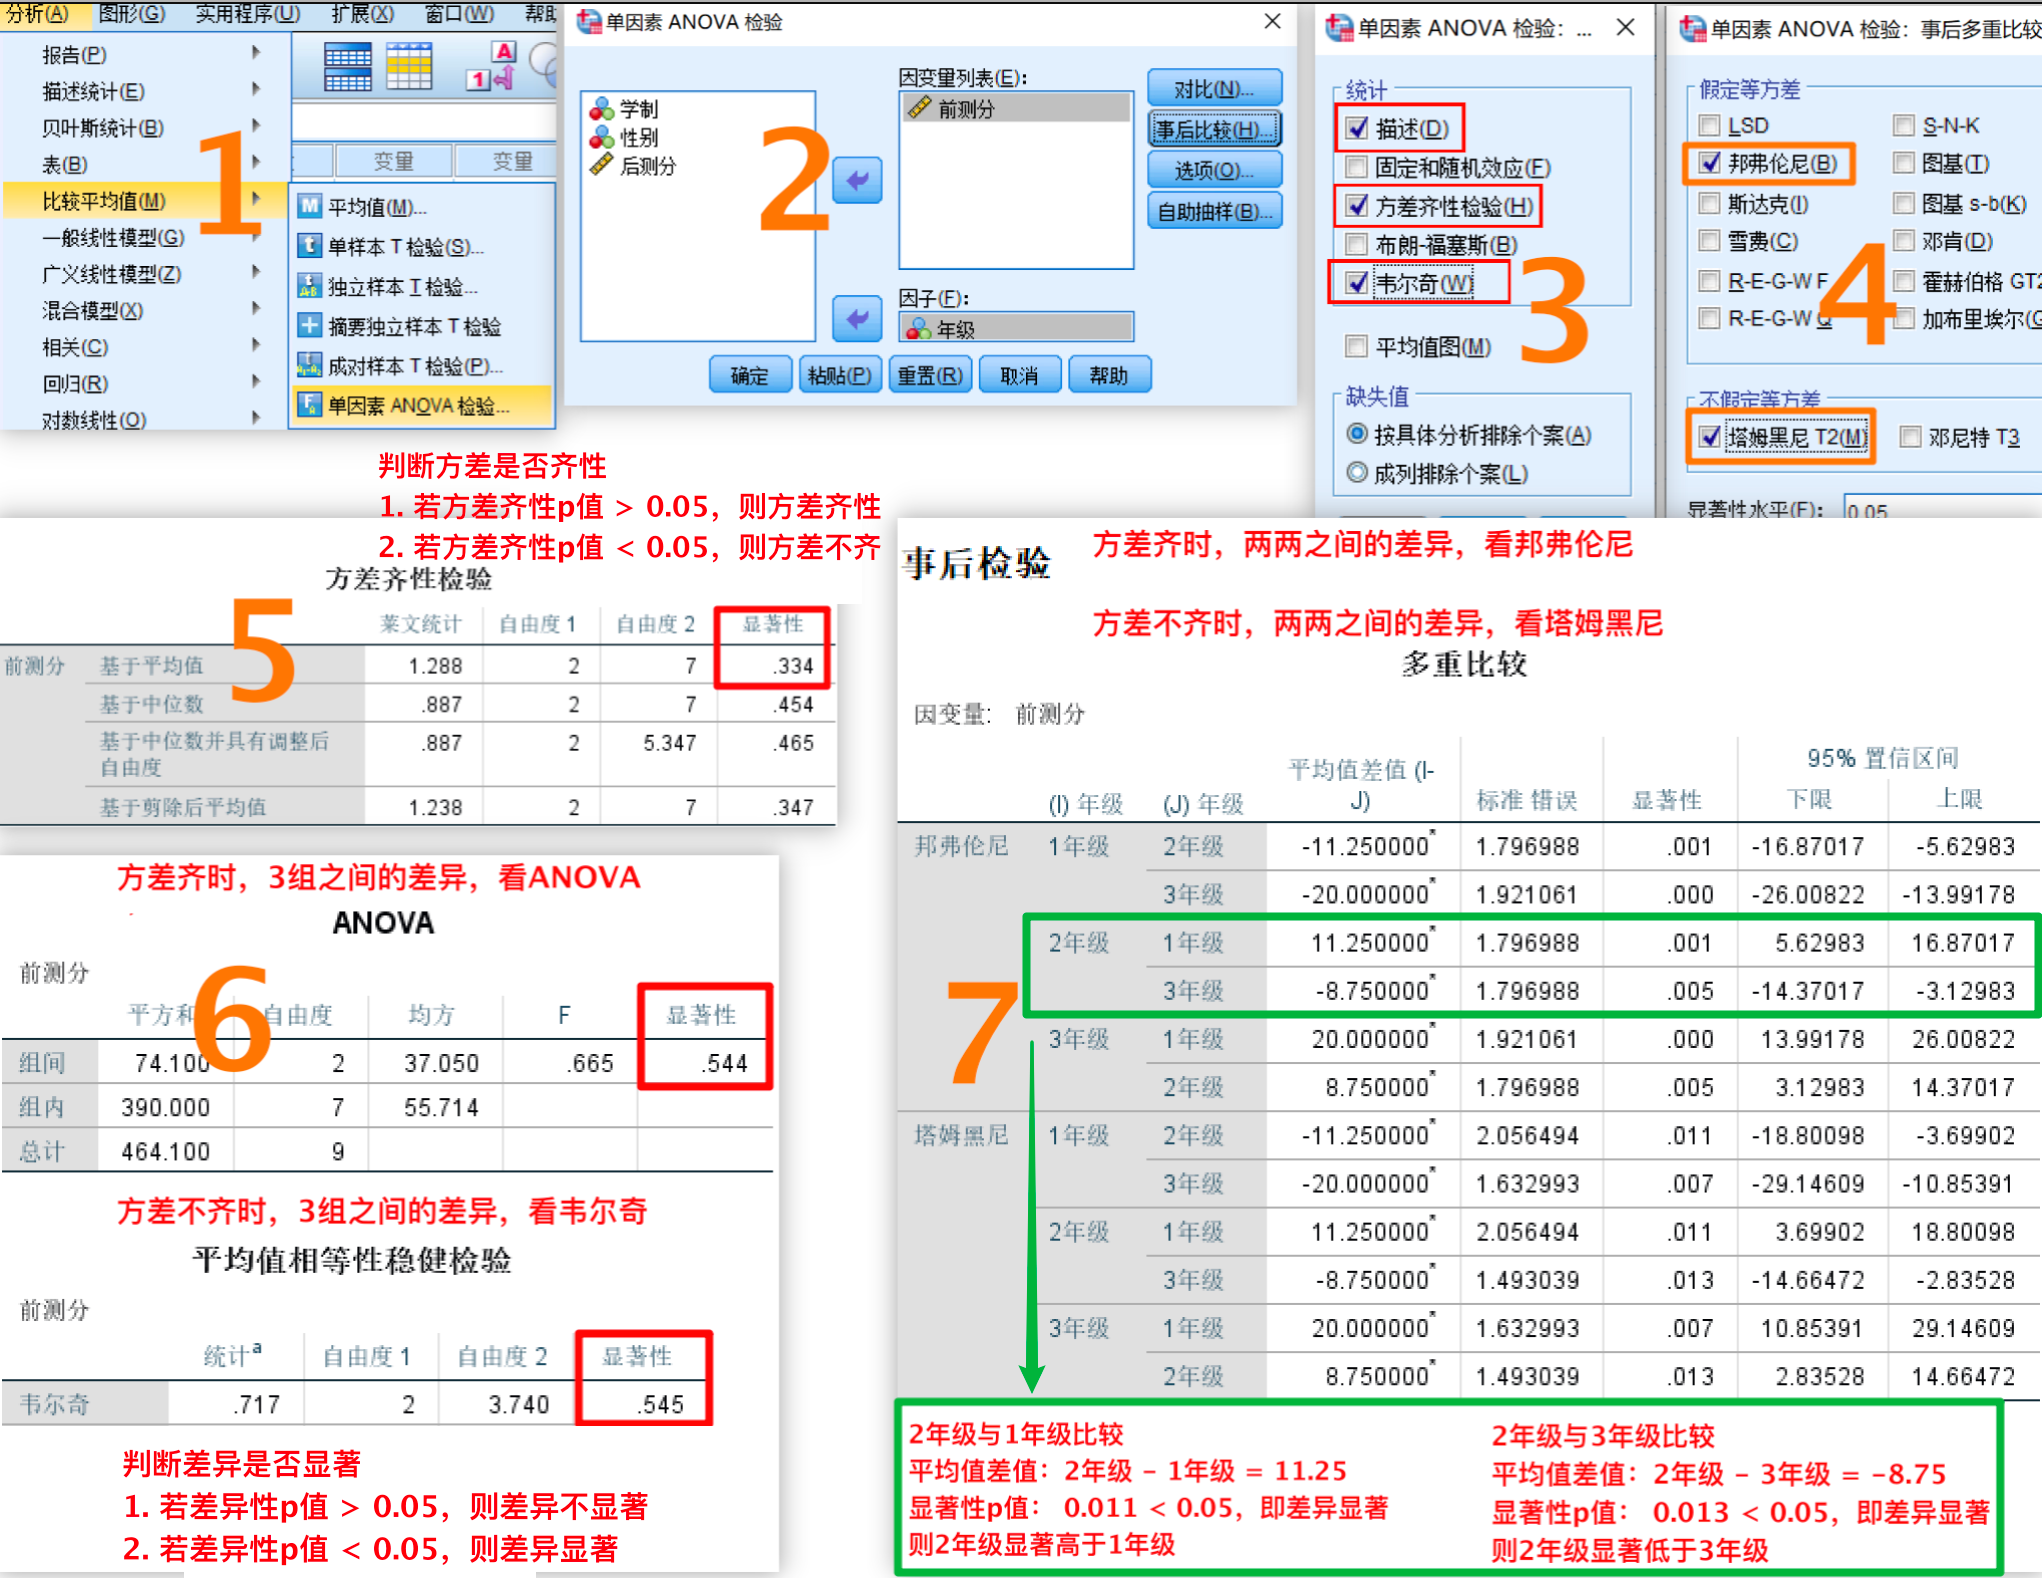 分析(A) 图形(G) 实用程序(U) 扩展(X) 窗口(W) 帮助
报告(P)
描述统计(E)
贝叶斯统计(B)
表(B)
比较平均值(M)
一般线性模型(G)
广义线性模型(Z)
混合模型(X)
相关(C)
回归(R)
对数线性(O)
1
变量 变量
平均值(M)...
单样本 T 检验(S)...
独立样本 T 检验...
摘要独立样本 T 检验
成对样本 T 检验(P)...
单因素 ANOVA 检验...
单因素 ANOVA 检验
学制
性别
后测分
2
因变量列表(E):
前测分
因子(F):
年级
对比(N)...
事后比较(H)...
选项(O)...
自助抽样(B)...
确定 粘贴(P) 重置(R) 取消 帮助
单因素 ANOVA 检验: ...
统计
描述(D)
固定和随机效应(F)
方差齐性检验(H)
布朗-福塞斯(B)
韦尔奇(W)
平均值图(M)
3
缺失值
按具体分析排除个案(A)
成列排除个案(L)
单因素 ANOVA 检验: 事后多重比较
假定等方差
LSD S-N-K
邦弗伦尼(B) 图基(T)
斯达克(I) 图基 s-b(K)
雪费(C) 邓肯(D)
R-E-G-W F 霍赫伯格 GT2
R-E-G-W Q 加布里埃尔(G
4
不假定等方差
塔姆黑尼 T2(M) 邓尼特 T3
显著性水平(F): 0.05
判断方差是否齐性
1. 若方差齐性p值 > 0.05，则方差齐性
2. 若方差齐性p值 < 0.05，则方差不齐
方差齐性检验
5
莱文统计 自由度 1 自由度 2 显著性
前测分 基于平均值 1.288 2 7 .334
基于中位数 .887 2 7 .454
基于中位数并具有调整后自由度 .887 2 5.347 .465
基于剪除后平均值 1.238 2 7 .347
方差齐时，3组之间的差异，看ANOVA
ANOVA
前测分
6
平方和 自由度 均方 F 显著性
组间 74.100 2 37.050 .665 .544
组内 390.000 7 55.714
总计 464.100 9
方差不齐时，3组之间的差异，看韦尔奇
平均值相等性稳健检验
前测分
统计a 自由度 1 自由度 2 显著性
韦尔奇 .717 2 3.740 .545
判断差异是否显著
1. 若差异性p值 > 0.05，则差异不显著
2. 若差异性p值 < 0.05，则差异显著
事后检验
方差齐时，两两之间的差异，看邦弗伦尼
方差不齐时，两两之间的差异，看塔姆黑尼
多重比较
因变量: 前测分
(I) 年级 (J) 年级 平均值差值 (I-J) 标准 错误 显著性 95% 置信区间
下限 上限
邦弗伦尼 1年级 2年级 -11.250000* 1.796988 .001 -16.87017 -5.62983
3年级 -20.000000* 1.921061 .000 -26.00822 -13.99178
2年级 1年级 11.250000* 1.796988 .001 5.62983 16.87017
3年级 -8.750000* 1.796988 .005 -14.37017 -3.12983
3年级 1年级 20.000000* 1.921061 .000 13.99178 26.00822
2年级 8.750000* 1.796988 .005 3.12983 14.37017
塔姆黑尼 1年级 2年级 -11.250000* 2.056494 .011 -18.80098 -3.69902
3年级 -20.000000* 1.632993 .007 -29.14609 -10.85391
2年级 1年级 11.250000* 2.056494 .011 3.69902 18.80098
3年级 -8.750000* 1.493039 .013 -14.66472 -2.83528
3年级 1年级 20.000000* 1.632993 .007 10.85391 29.14609
2年级 8.750000* 1.493039 .013 2.83528 14.66472
7
2年级与1年级比较
平均值差值：2年级 - 1年级 = 11.25
显著性p值： 0.011 < 0.05，即差异显著
则2年级显著高于1年级
2年级与3年级比较
平均值差值：2年级 - 3年级 = -8.75
显著性p值： 0.013 < 0.05，即差异显著
则2年级显著低于3年级